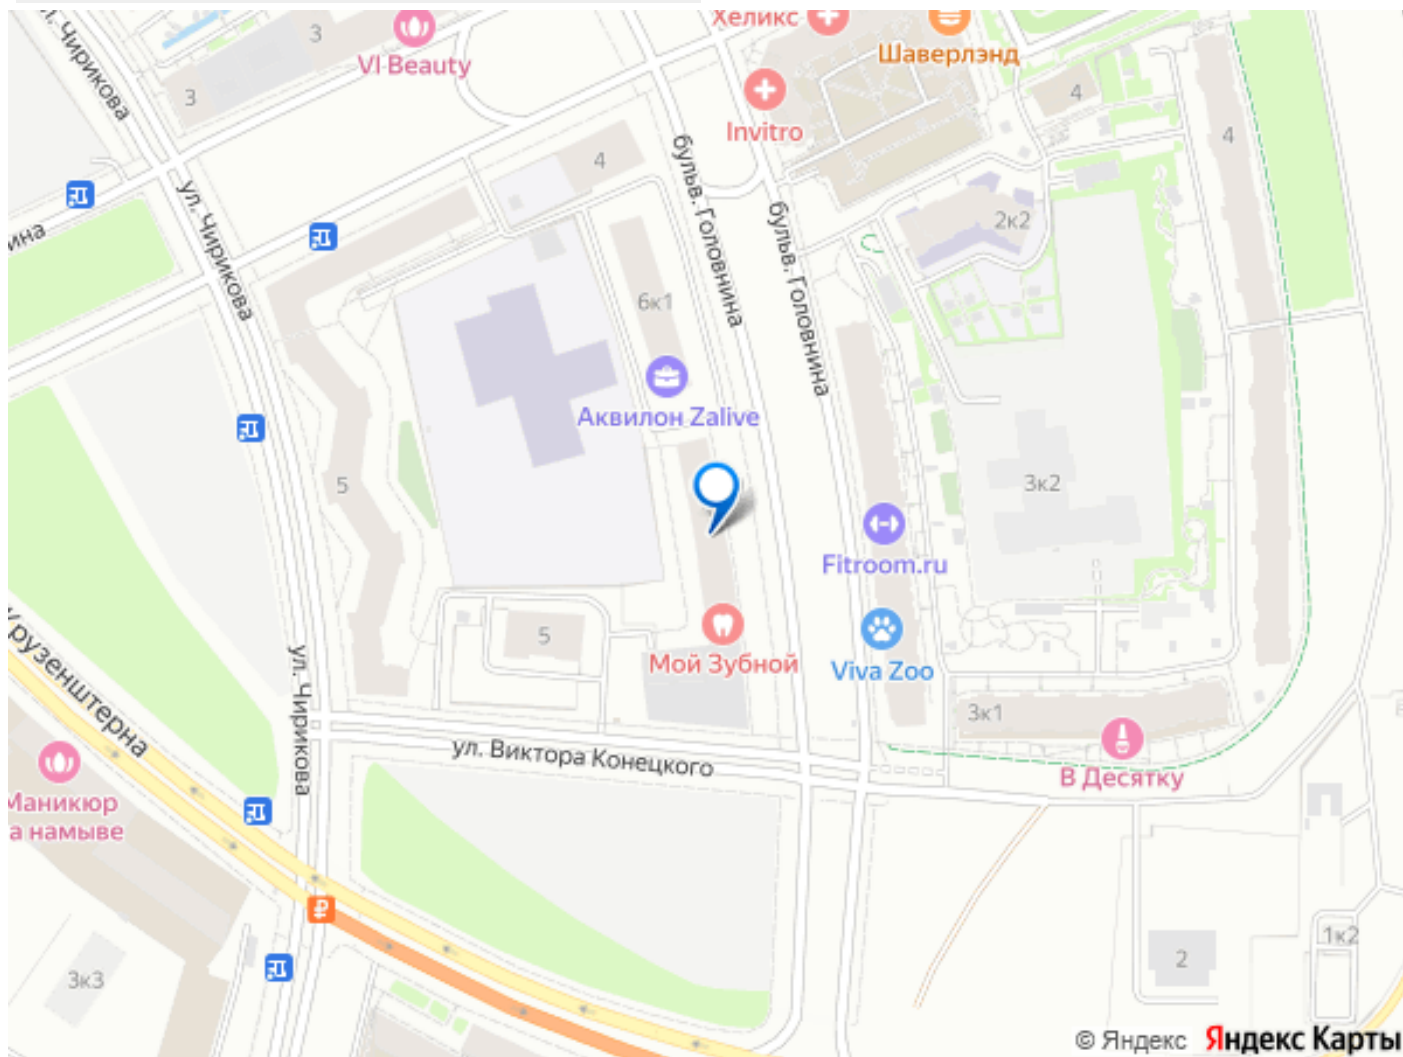 Хеликс
ул. Чирикова
3
VI Beauty
Шаверлэнд
3
4
Invitro
4
4
бульв. Головнина
ул. Чирикова
бульв. Головнина
2к2
6к1
Аквилон Zalive
5
3к2
Fitroom.ru
5
Мой Зубной
Viva Zoo
Крузенштерна
ул. Чирикова
3к1
ул. Виктора Конецкого
В Десятку
Маникюр
а намыве
₽
1к2
2
3к3
© Яндекс Яндекс Карты